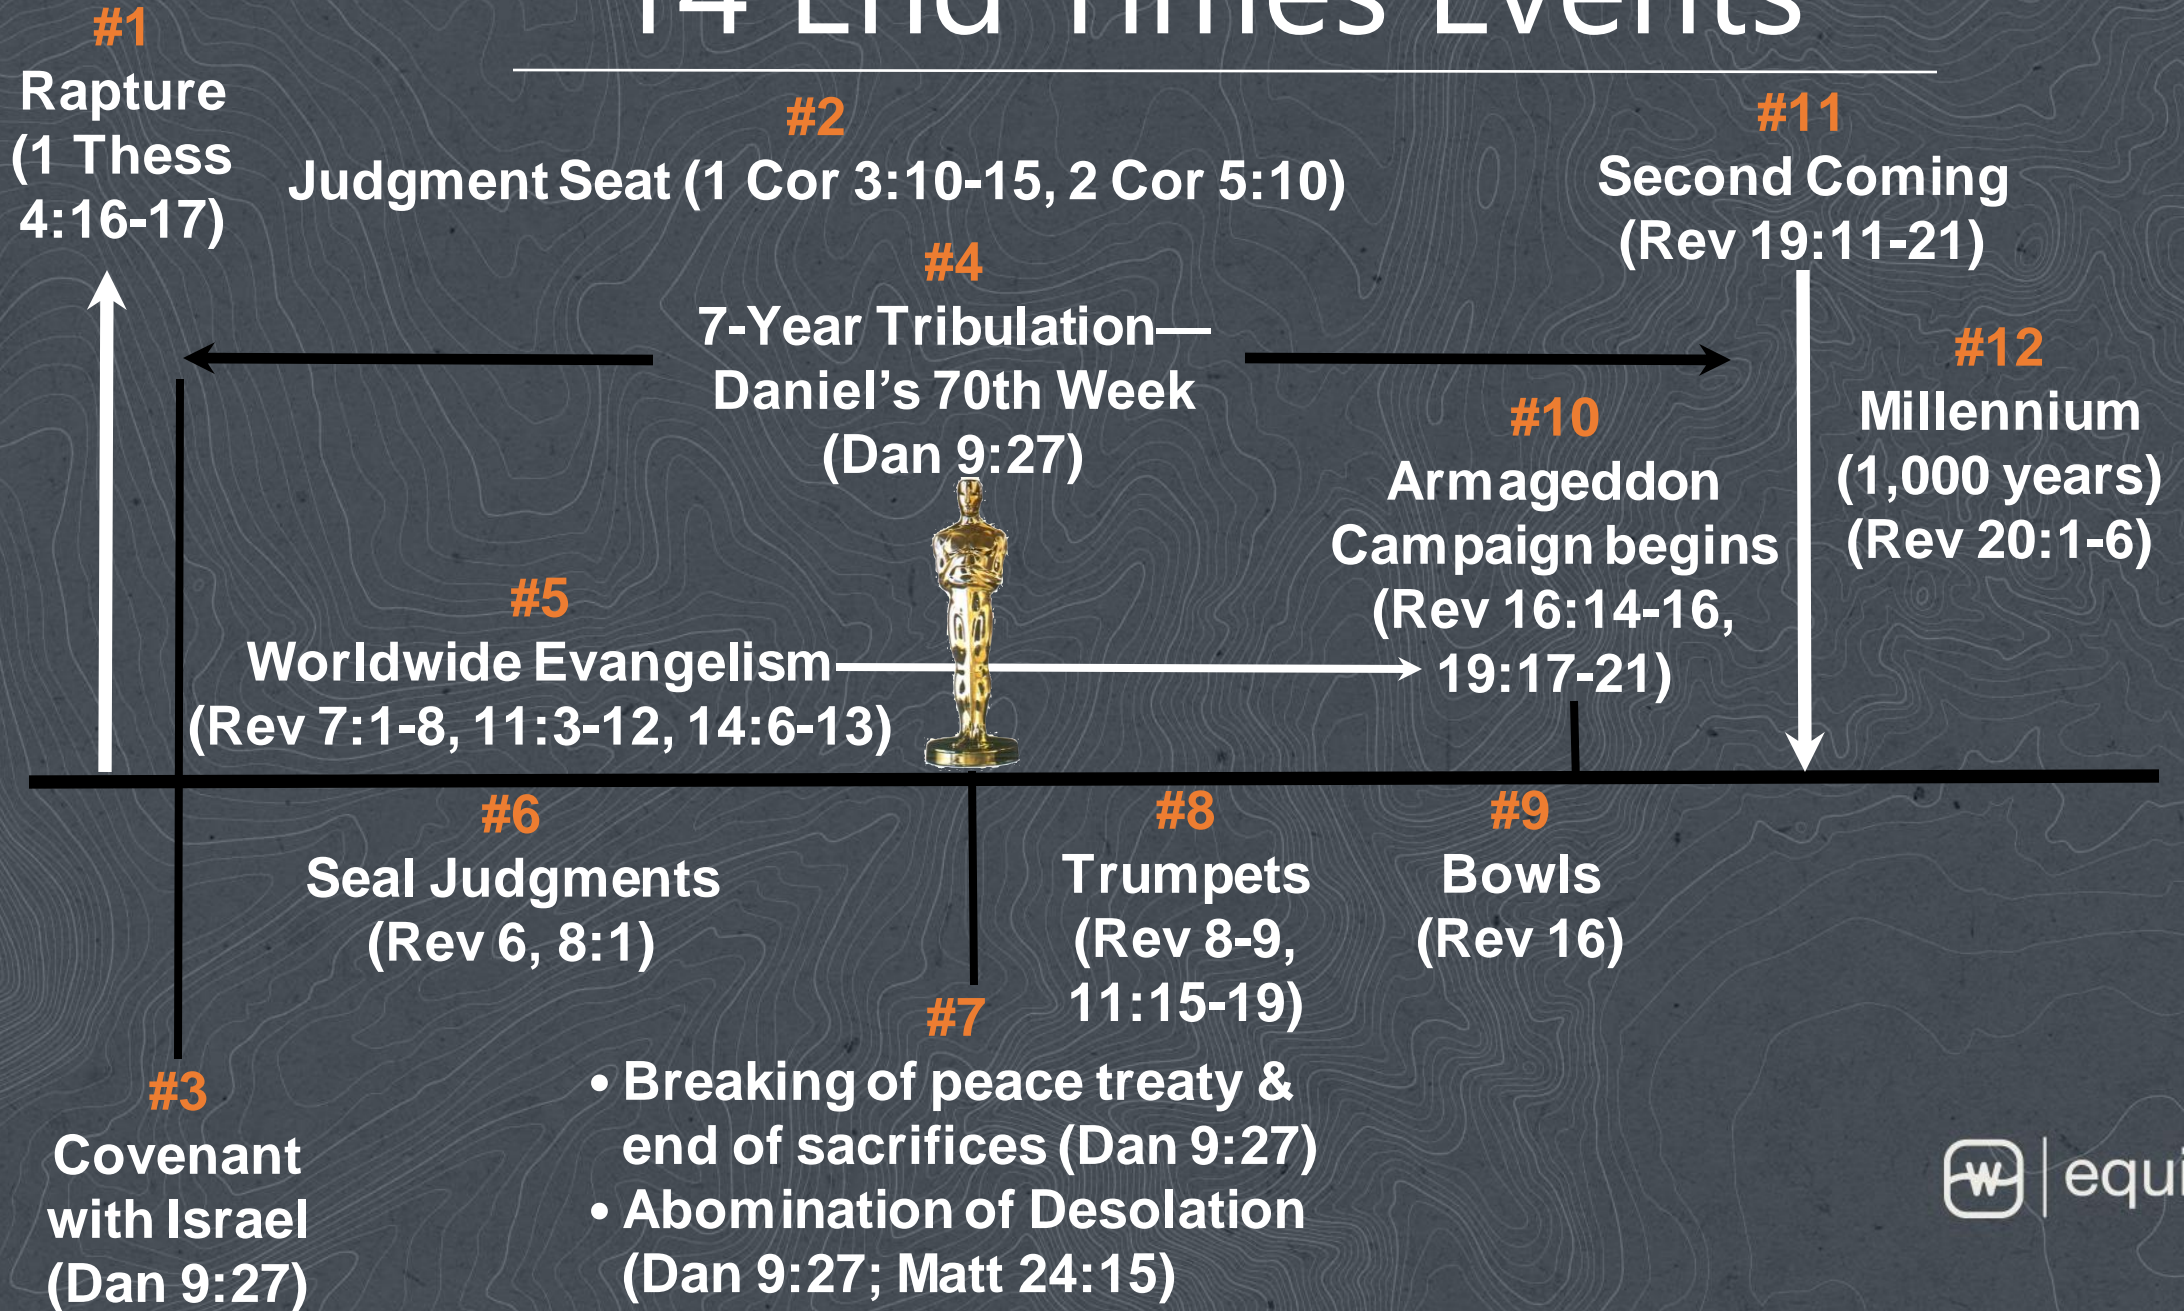 14 End Times Events
#1
Rapture
(1 Thess
4:16-17)
#2
Judgment Seat (1 Cor 3:10-15, 2 Cor 5:10)
#11
Second Coming
(Rev 19:11-21)
#4
7-Year Tribulation—
Daniel’s 70th Week
(Dan 9:27)
#12
Millennium
(1,000 years)
(Rev 20:1-6)
#10
Armageddon
Campaign begins
(Rev 16:14-16,
19:17-21)
#5
Worldwide Evangelism
(Rev 7:1-8, 11:3-12, 14:6-13)
#6
Seal Judgments
(Rev 6, 8:1)
#8
Trumpets
(Rev 8-9,
11:15-19)
#9
Bowls
(Rev 16)
#7
• Breaking of peace treaty &
end of sacrifices (Dan 9:27)
• Abomination of Desolation
(Dan 9:27; Matt 24:15)
#3
Covenant
with Israel
(Dan 9:27)
W equi